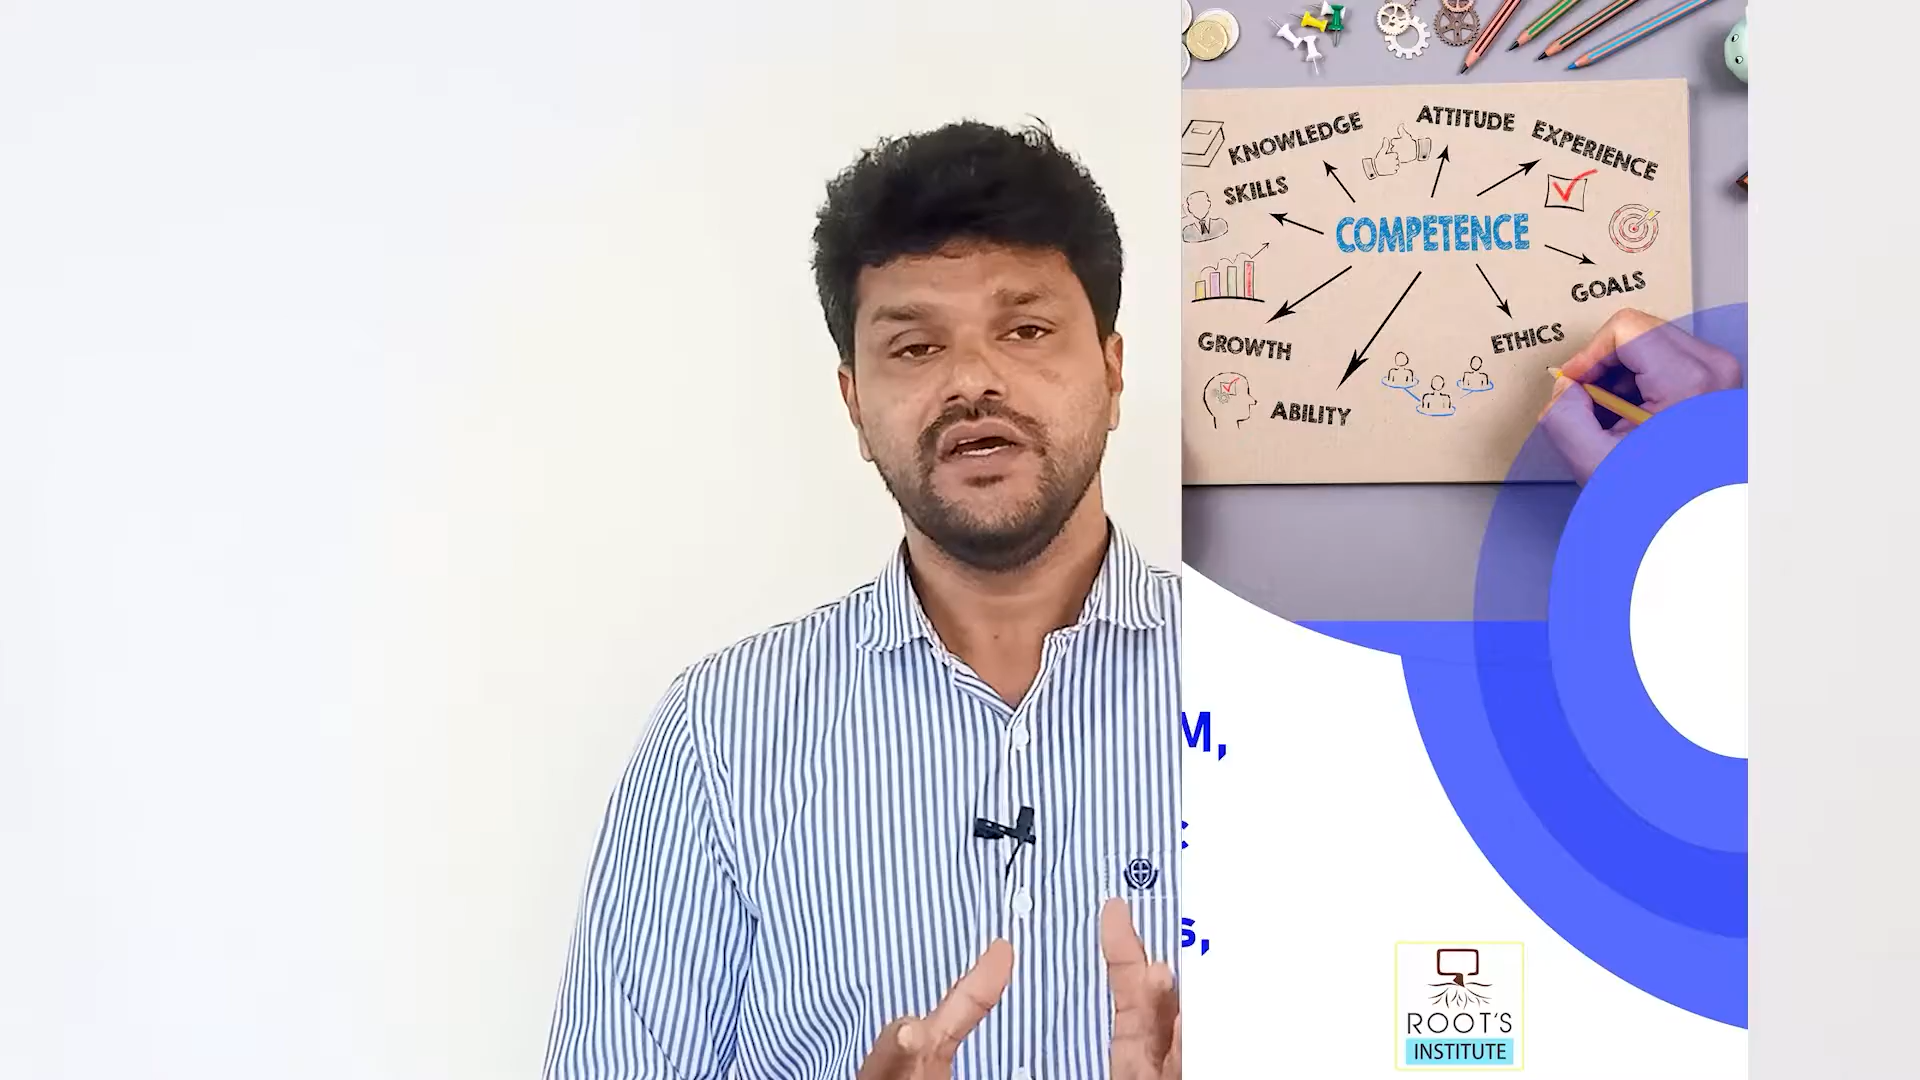 KNOWLEDGE
ATTITUDE
EXPERIENCE
SKILLS
COMPETENCE
GOALS
GROWTH
ETHICS
ABILITY
M,
s,
ROOT'S
INSTITUTE